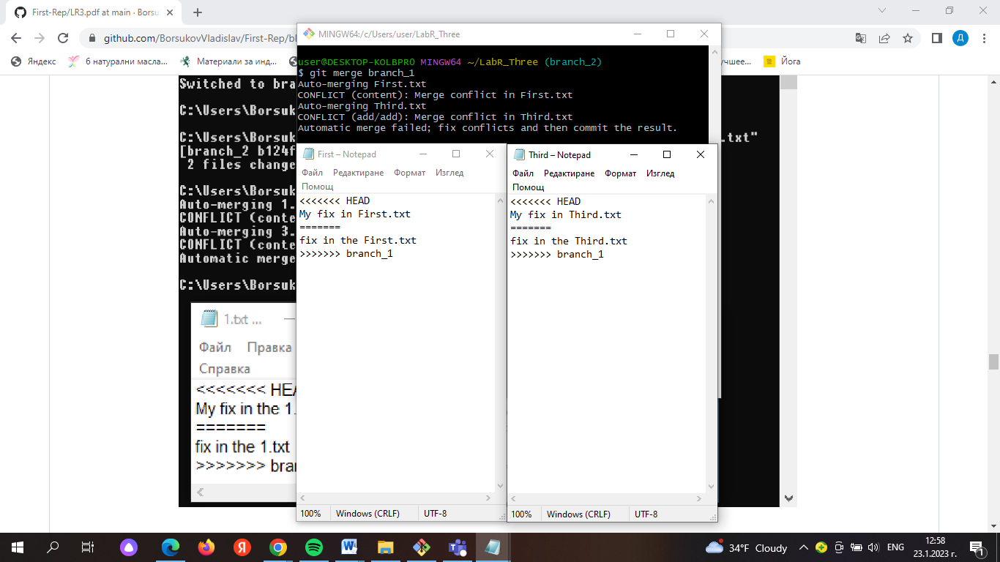 First-Rep/LR3.pdf at main · Borsu
MINGW64:/c/Users/user/LabR_Three
github.com/BorsukovVladislav/First-Rep/bl
Д
Яндекс
6 натурални масла...
Материали за инд...
учшее...
Йога
user@DESKTOP-KOLBPR0 MINGW64 ~/LabR_Three (branch_2)
$ git merge branch_1
Auto-merging First.txt
CONFLICT (content): Merge conflict in First.txt
Auto-merging Third.txt
CONFLICT (add/add): Merge conflict in Third.txt
Automatic merge failed; fix conflicts and then commit the result.
Switched to bra
C:\Users\Borsuk
C:\Users\Borsuk
.txt"
[branch_2 b124f
2 files change
C:\Users\Borsuk
Auto-merging 1.
CONFLICT (conte
Auto-merging 3.
CONFLICT (conte
Automatic merge
C:\Users\Borsuk
1.txt ...
Файл Правка
Справка
<<<<<<< HEA
My fix in the 1.
=======
fix in the 1.txt
>>>>>>> bran
First – Notepad
Файл Редактиране Формат Изглед
Помощ
<<<<<<< HEAD
My fix in First.txt
=======
fix in the First.txt
>>>>>>> branch_1
100% Windows (CRLF) UTF-8
Third – Notepad
Файл Редактиране Формат Изглед
Помощ
<<<<<<< HEAD
My fix in Third.txt
=======
fix in the Third.txt
>>>>>>> branch_1
100% Windows (CRLF) UTF-8
34°F Cloudy
ENG
12:58
23.1.2023 г.
1